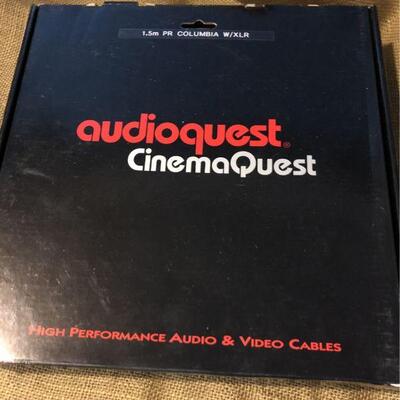 1.5m PR COLUMBIA W/XLR
audioquest®
CinemaQuest
HIGH PERFORMANCE AUDIO & VIDEO CABLES